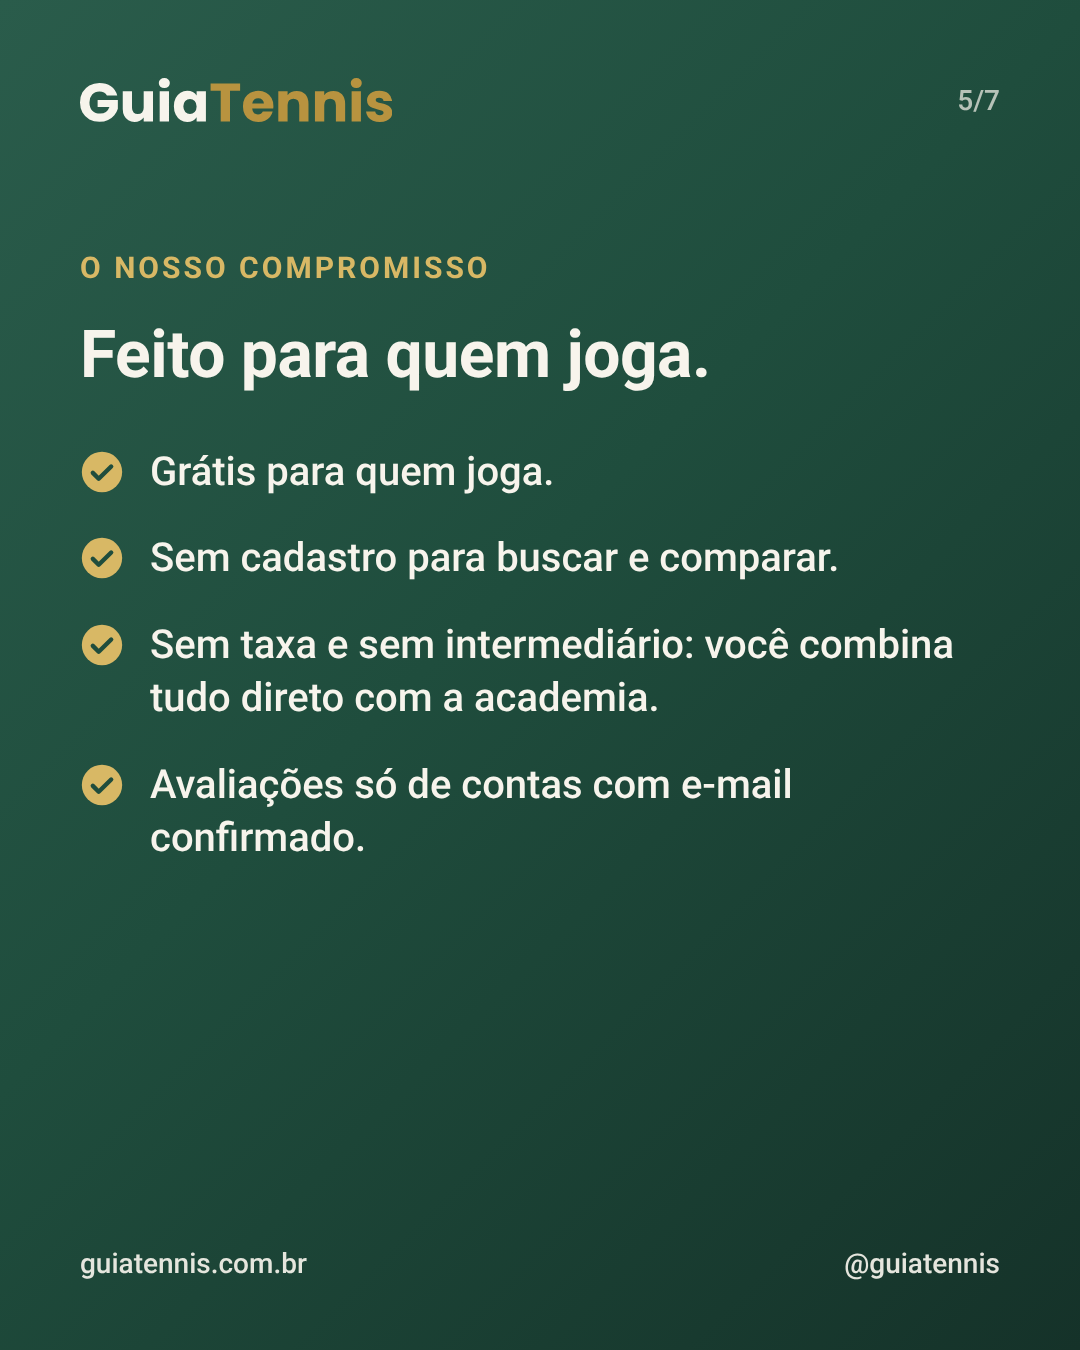 GuiaTennis
5/7
O NOSSO COMPROMISSO
Feito para quem joga.
Grátis para quem joga.
Sem cadastro para buscar e comparar.
Sem taxa e sem intermediário: você combina
tudo direto com a academia.
Avaliações só de contas com e-mail
confirmado.
guiatennis.com.br
@guiatennis